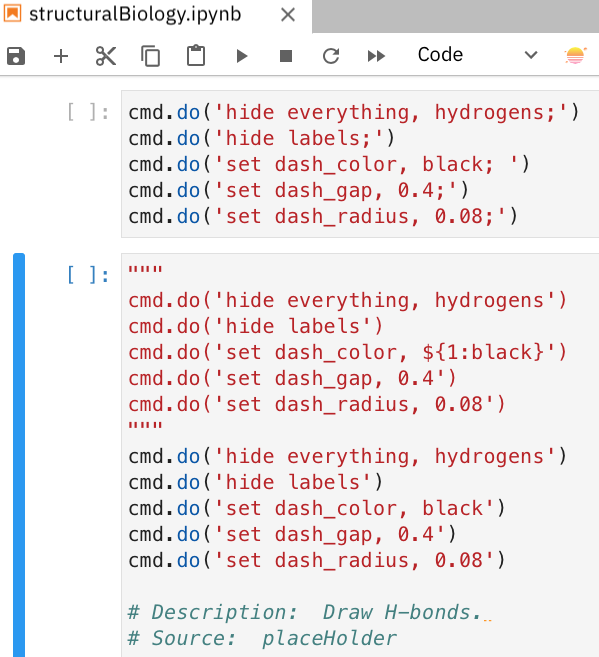 structuralBiology.ipynb
Code
[ ]:
cmd.do('hide everything, hydrogens;')
cmd.do('hide labels;')
cmd.do('set dash_color, black; ')
cmd.do('set dash_gap, 0.4;')
cmd.do('set dash_radius, 0.08;')
[ ]:
"""
cmd.do('hide everything, hydrogens')
cmd.do('hide labels')
cmd.do('set dash_color, ${1:black}')
cmd.do('set dash_gap, 0.4')
cmd.do('set dash_radius, 0.08')
"""
cmd.do('hide everything, hydrogens')
cmd.do('hide labels')
cmd.do('set dash_color, black')
cmd.do('set dash_gap, 0.4')
cmd.do('set dash_radius, 0.08')
# Description:  Draw H-bonds.
# Source:  placeHolder